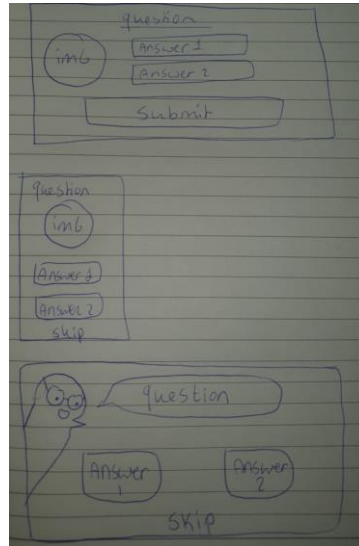 question
img
Answer 1
Answer 2
Submit
question
img
Answer 1
Answer 2
skip
question
Answer
1
Answer
2
skip